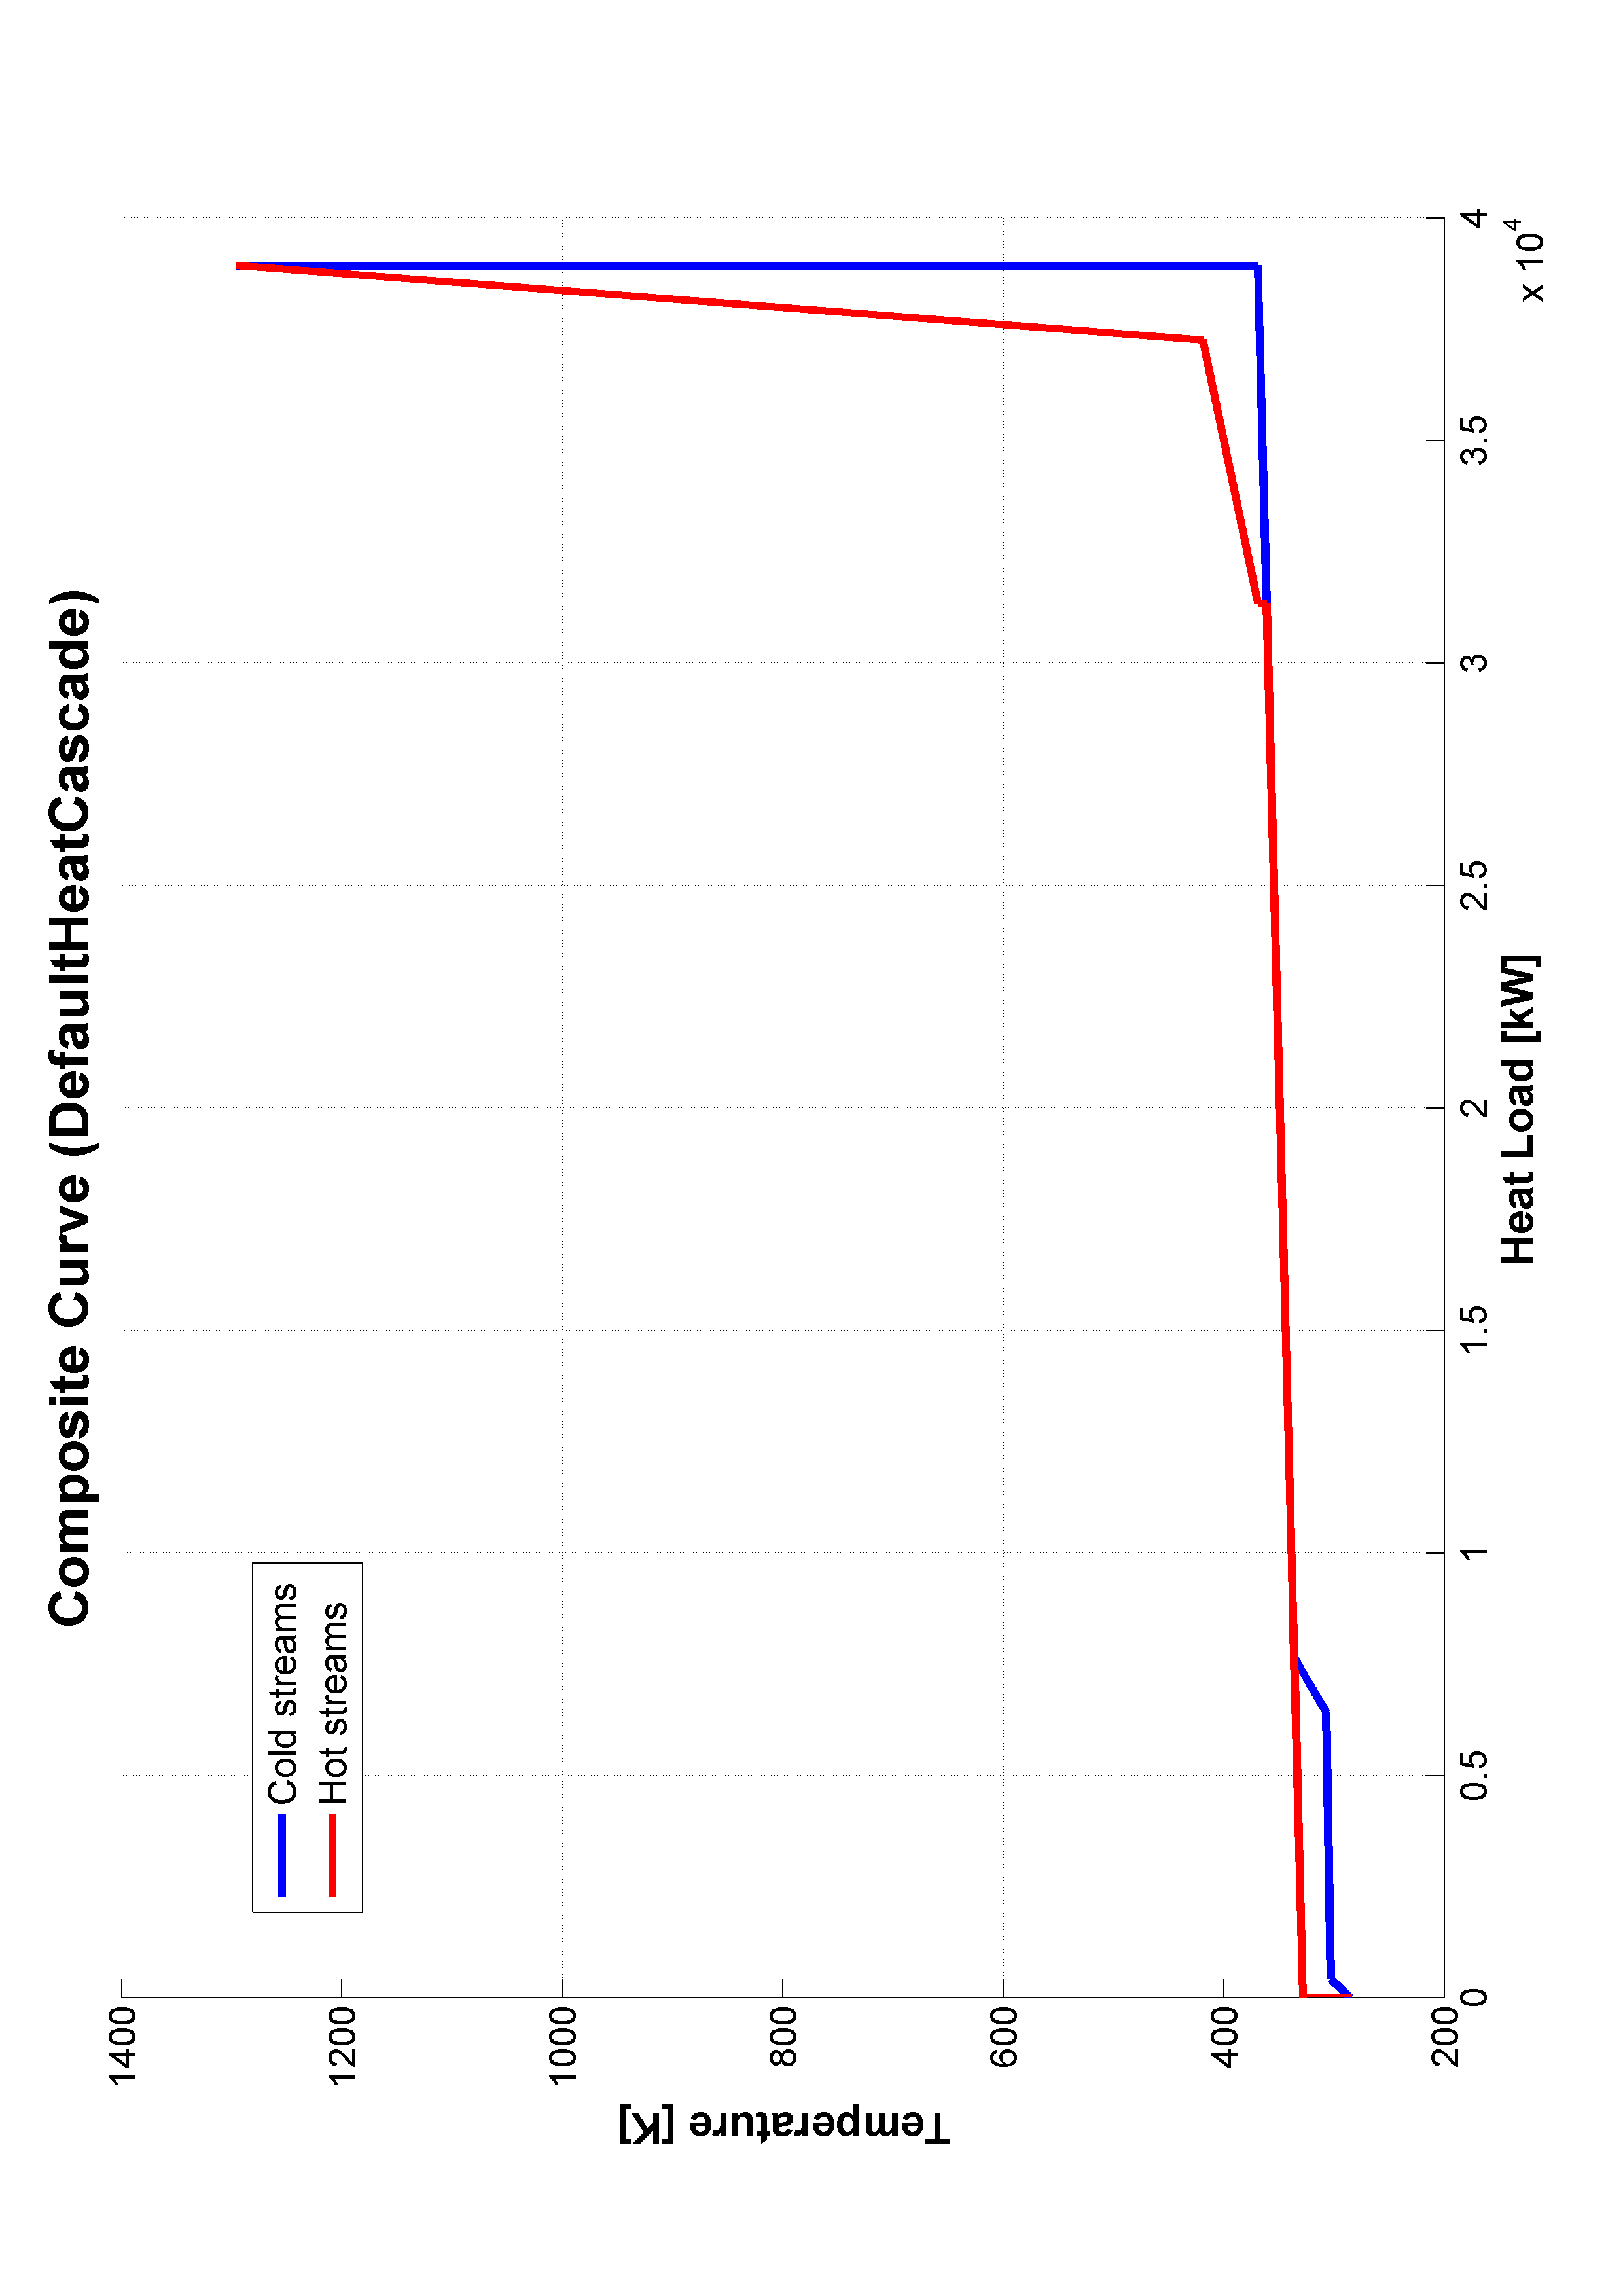 Composite Curve (DefaultHeatCascade)
Cold streams
Hot streams
1400
1200
1000
800
600
400
200
Temperature [K]
0
0.5
1
1.5
2
2.5
3
3.5
4
x 10^4
Heat Load [kW]